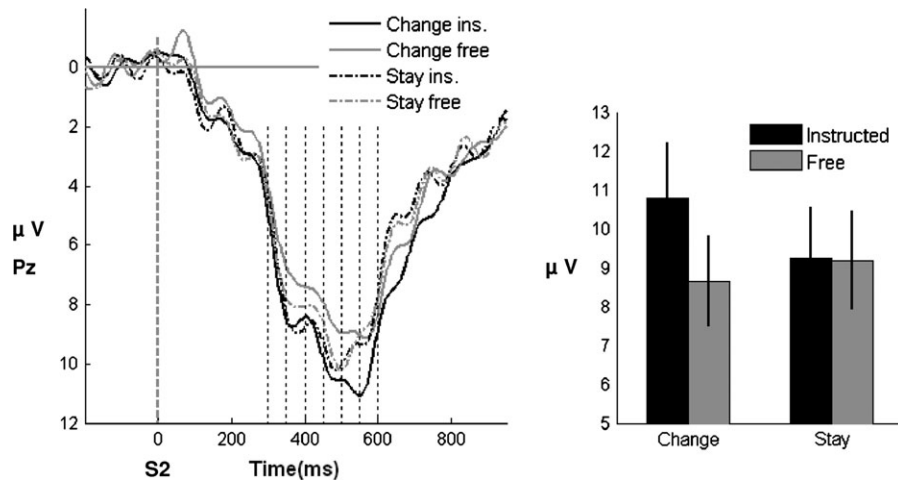 Change ins.
Change free
Stay ins.
Stay free
0
2
4
6
8
10
12
µ V
Pz
0
200
400
600
800
S2
Time(ms)
Instructed
Free
13
12
11
10
9
8
7
6
5
µ V
Change
Stay